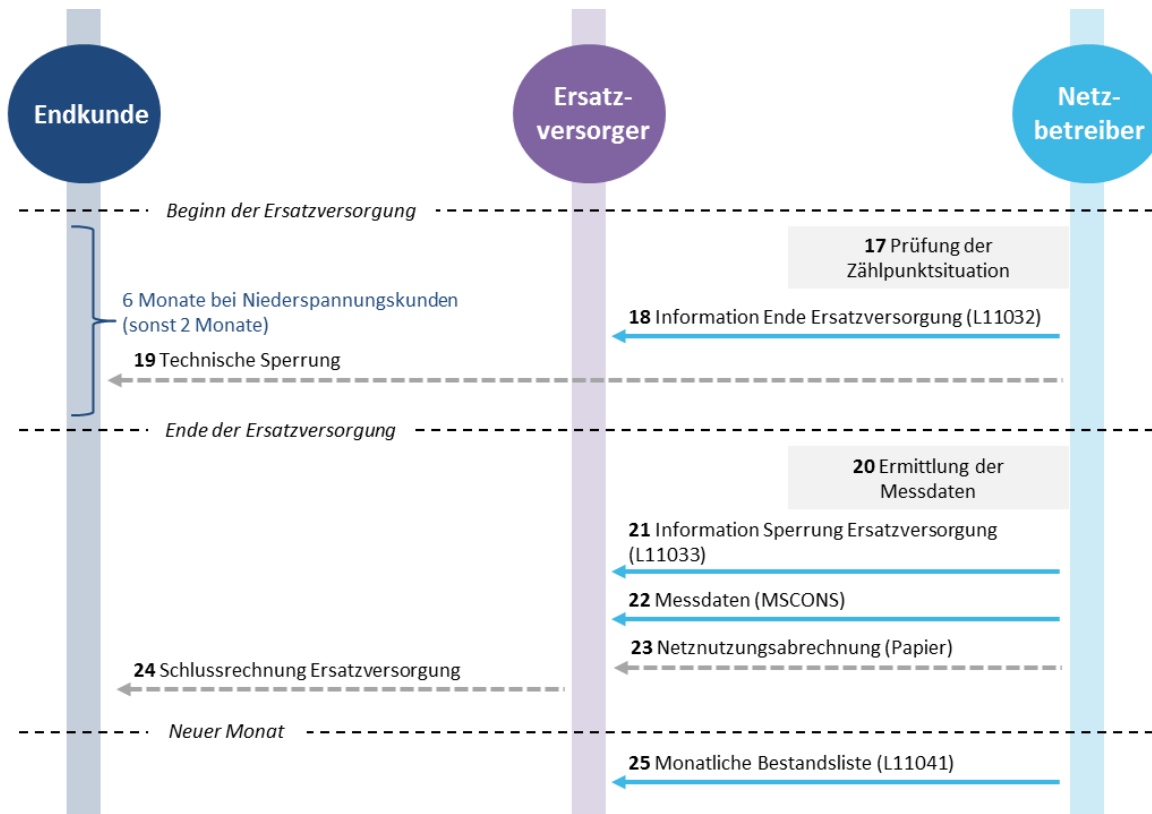 Endkunde
Ersatz-
versorger
Netz-
betreiber
Beginn der Ersatzversorgung
17 Prüfung der
Zählpunktsituation
6 Monate bei Niederspannungskunden
(sonst 2 Monate)
18 Information Ende Ersatzversorgung (L11032)
19 Technische Sperrung
Ende der Ersatzversorgung
20 Ermittlung der
Messdaten
21 Information Sperrung Ersatzversorgung
(L11033)
22 Messdaten (MSCONS)
23 Netznutzungsabrechnung (Papier)
24 Schlussrechnung Ersatzversorgung
Neuer Monat
25 Monatliche Bestandsliste (L11041)